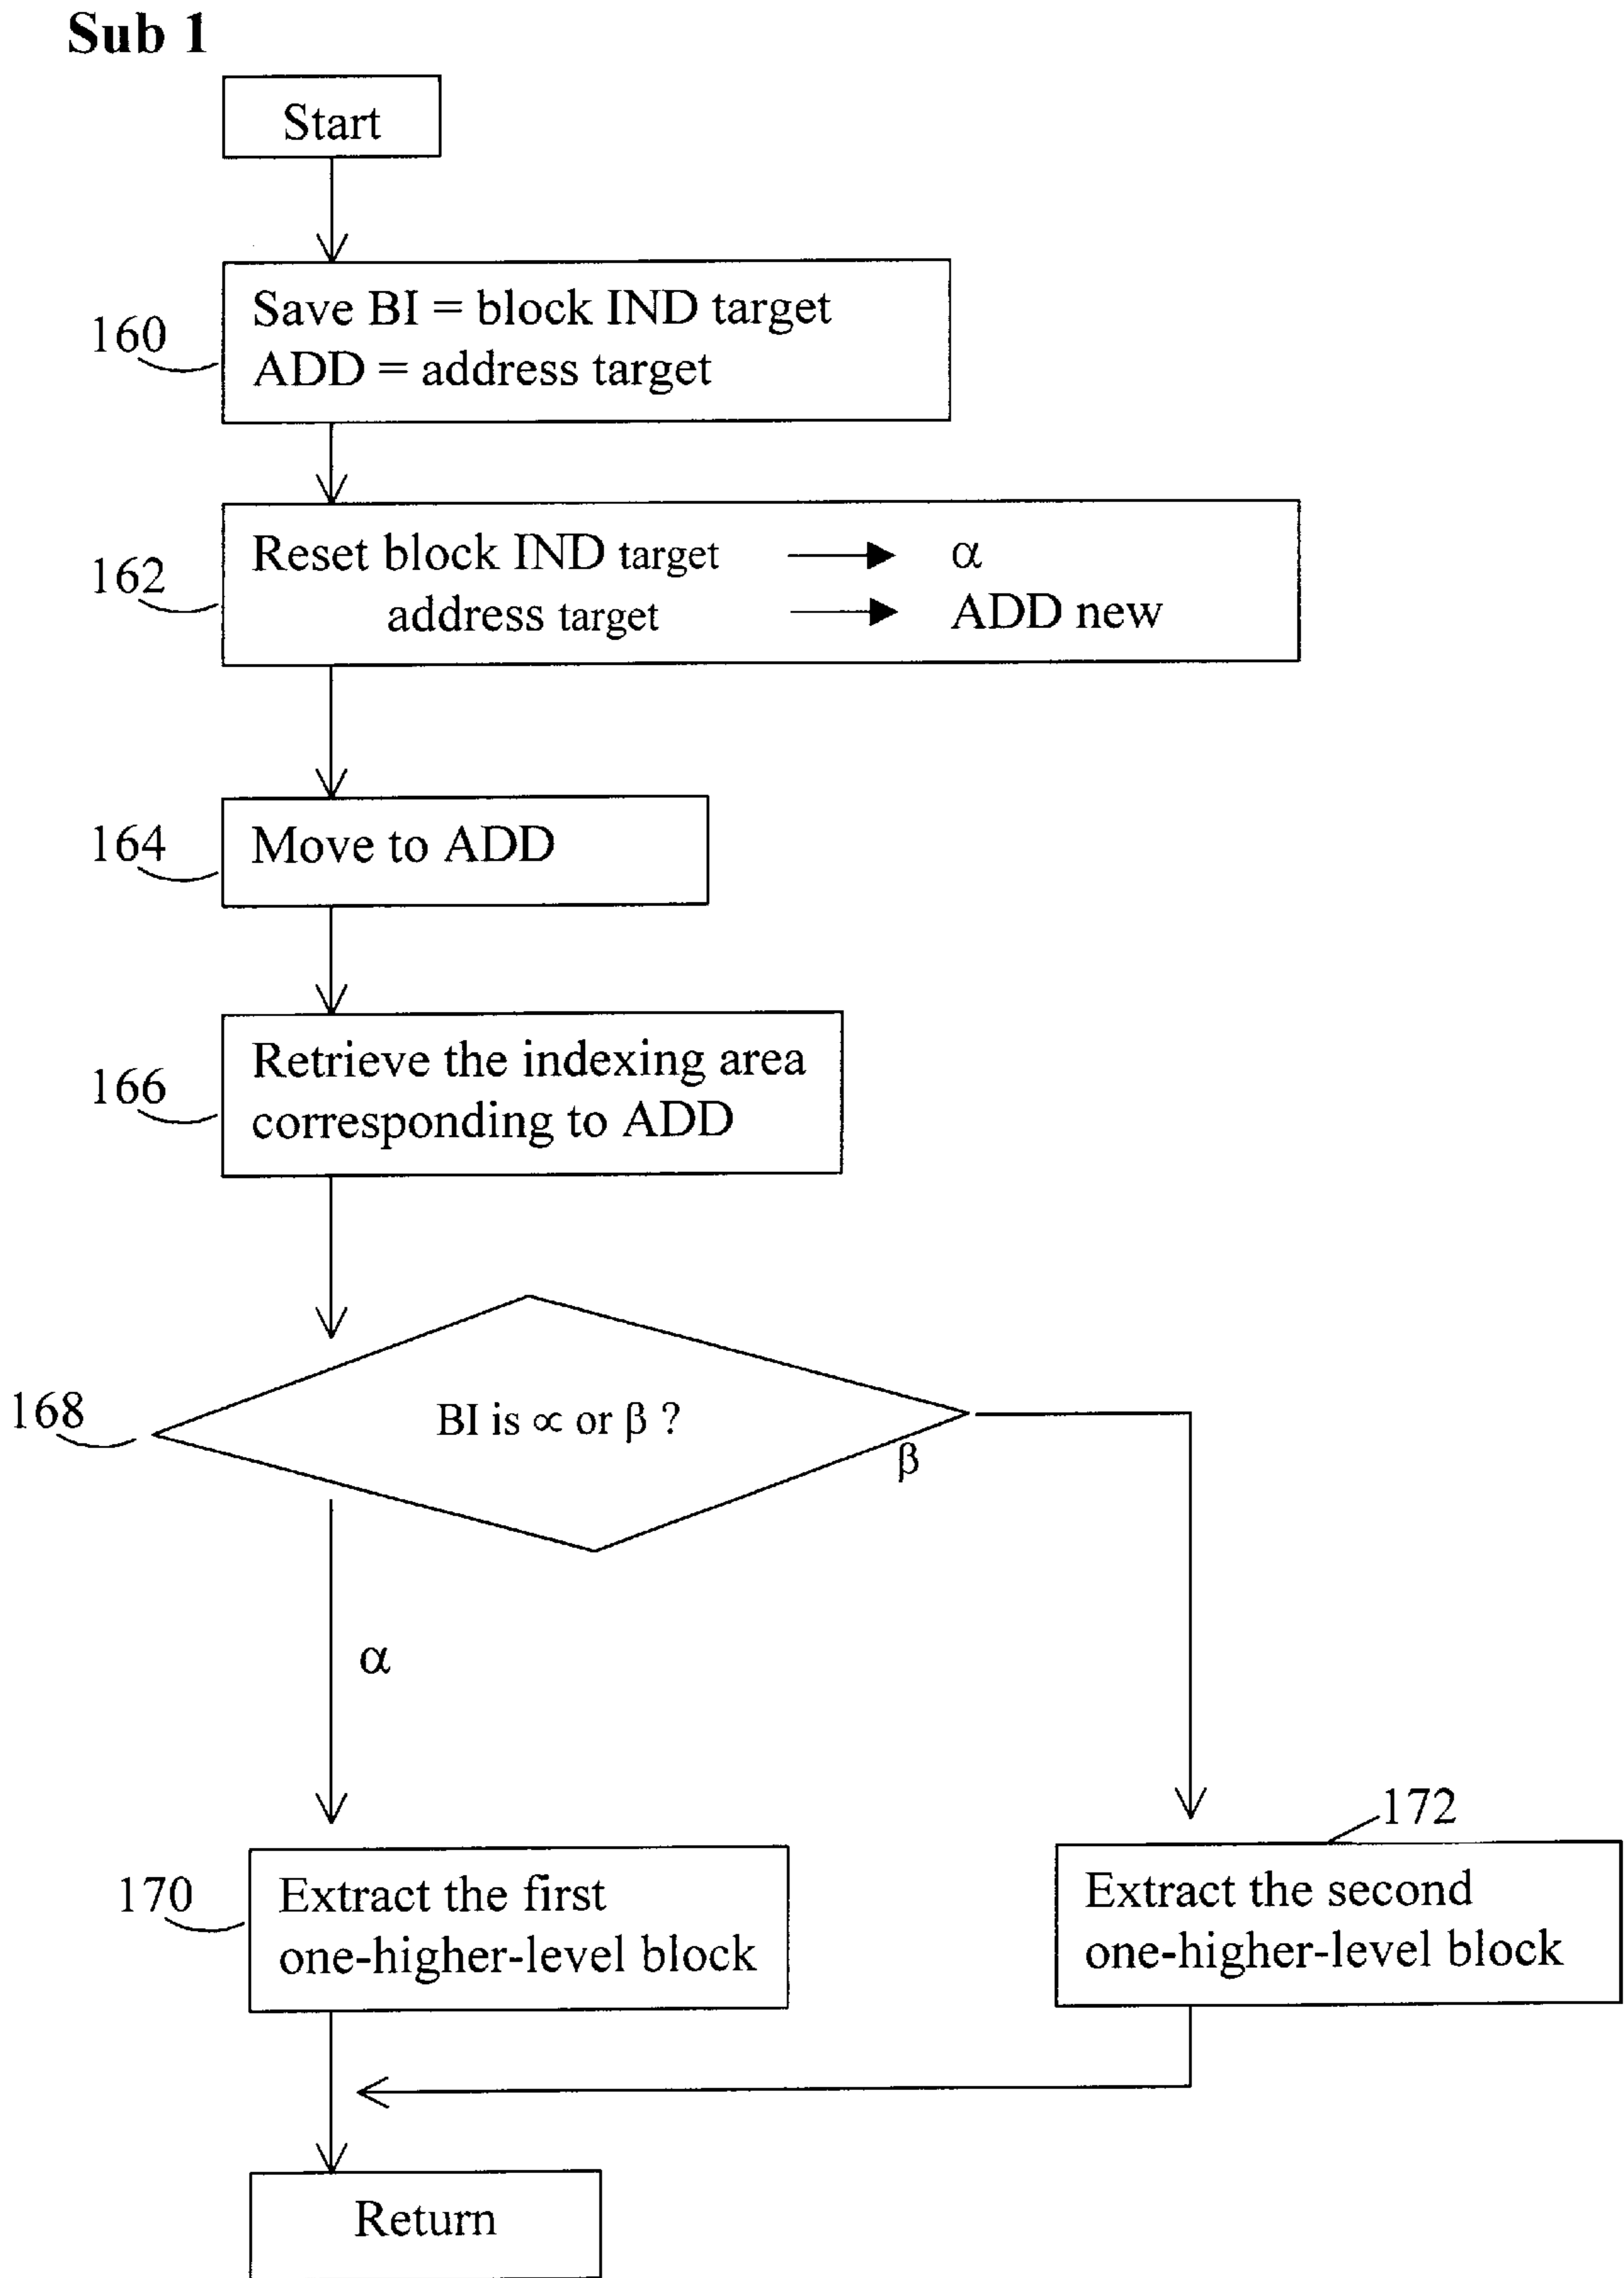 Sub 1
Start
160
Save BI = block IND target
ADD = address target
162
Reset block IND target → α
address target → ADD new
164
Move to ADD
166
Retrieve the indexing area
corresponding to ADD
168
BI is ∝ or β ?
β
α
172
170
Extract the first
one-higher-level block
Extract the second
one-higher-level block
Return